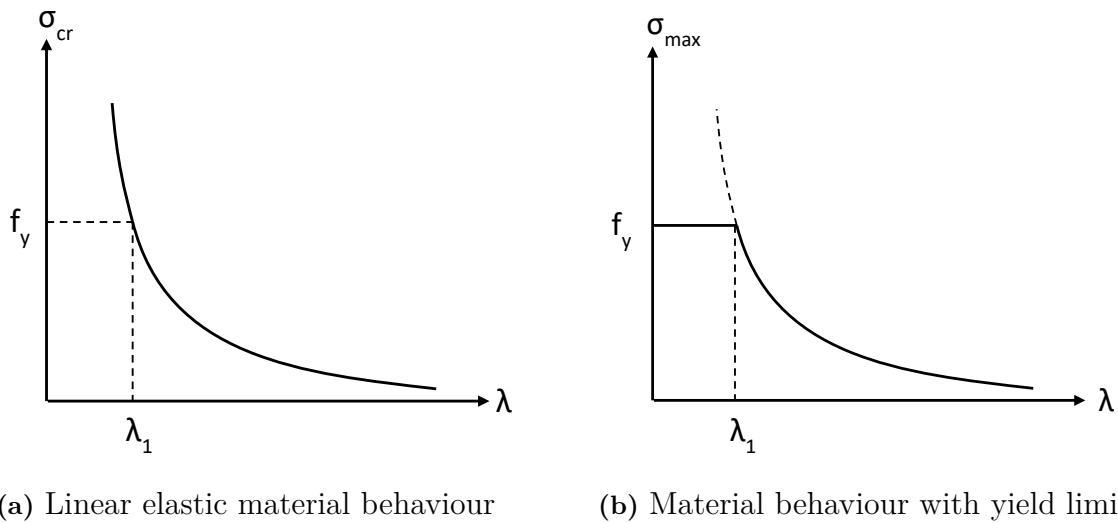 σcr
σmax
fy
fy
λ
λ
λ1
λ1
(a) Linear elastic material behaviour
(b) Material behaviour with yield limi